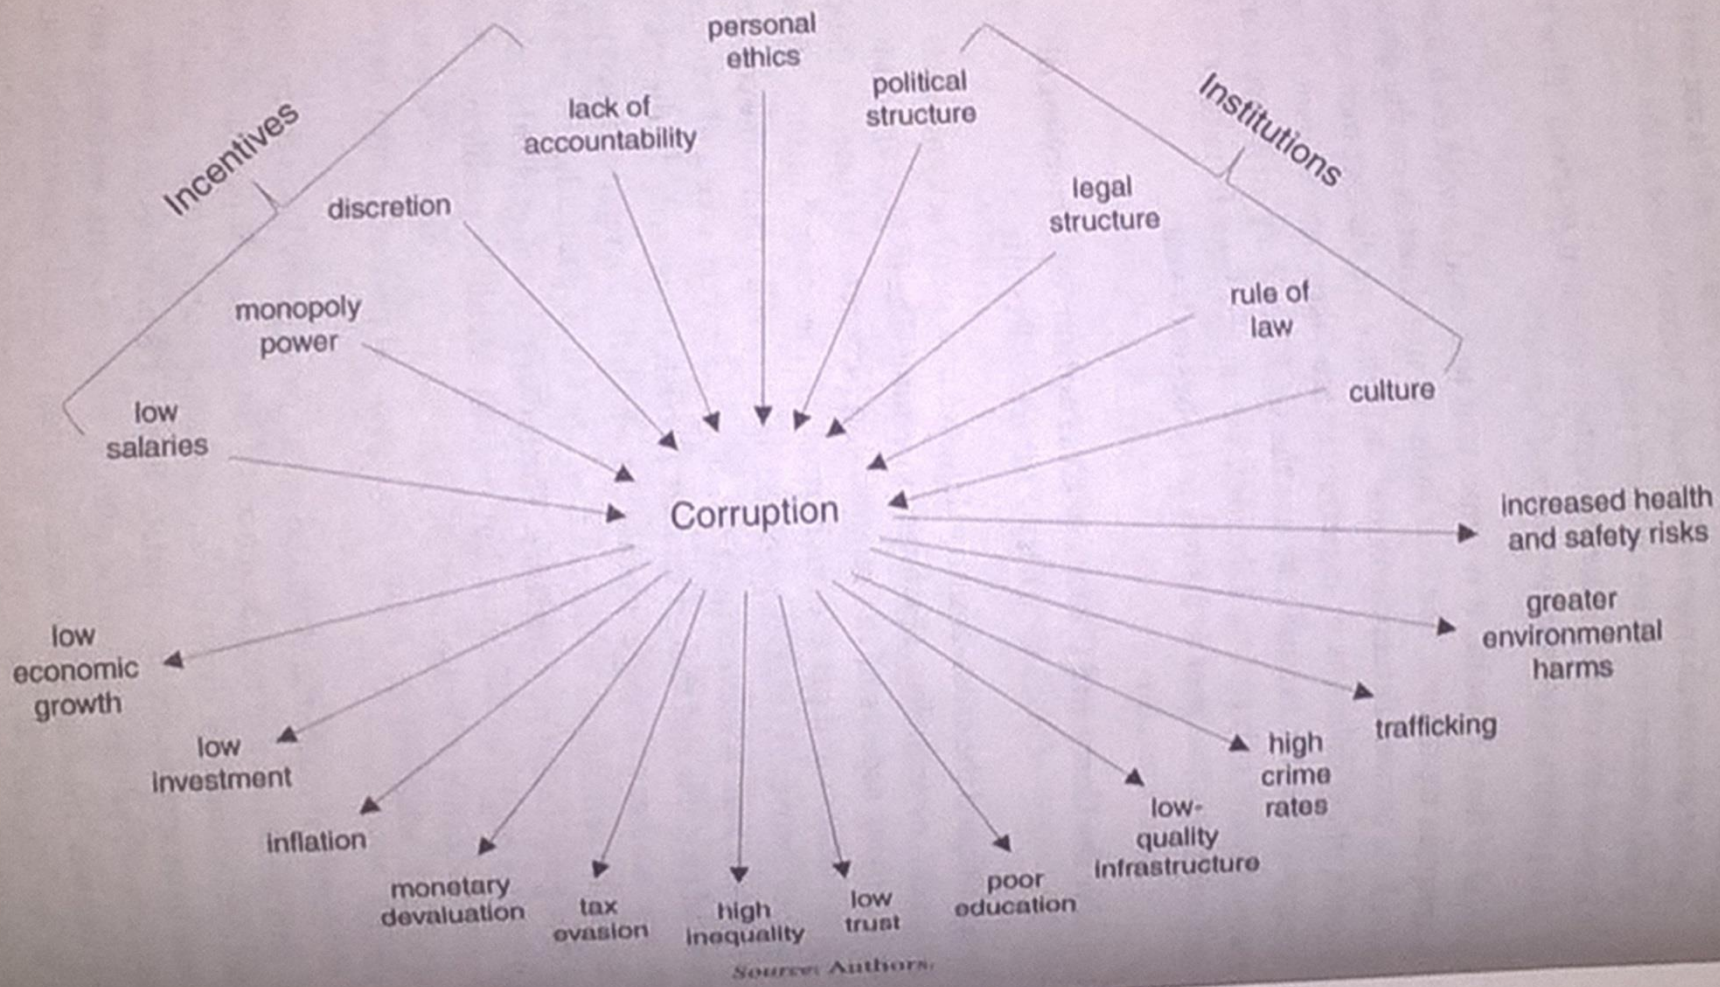 personal
ethics
political
structure
lack of
accountability
Incentives
Institutions
discretion
legal
structure
monopoly
power
rule of
law
low
salaries
culture
Corruption
increased health
and safety risks
greater
environmental
harms
low
economic
growth
trafficking
low
investment
high
crime
rates
inflation
low-
quality
infrastructure
monetary
devaluation
tax
evasion
high
inequality
low
trust
poor
education
Source: Authors.